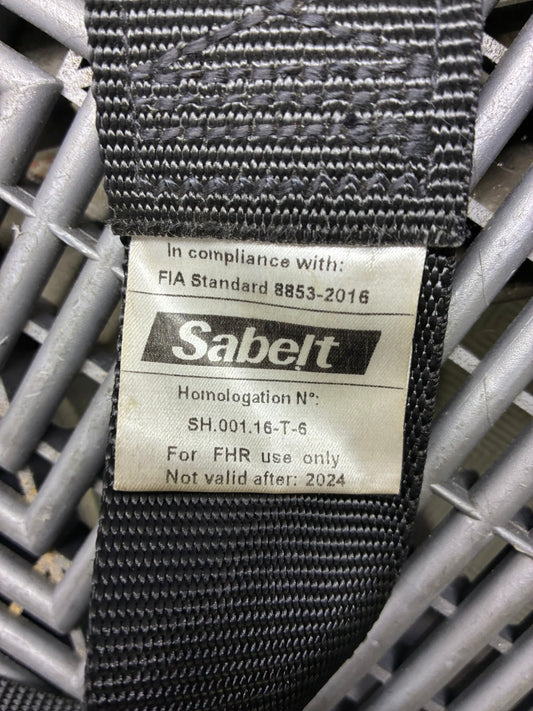 In compliance with:
FIA Standard 8853-2016
Sabelt
Homologation N°:
SH.001.16-T-6
For FHR use only
Not valid after: 2024